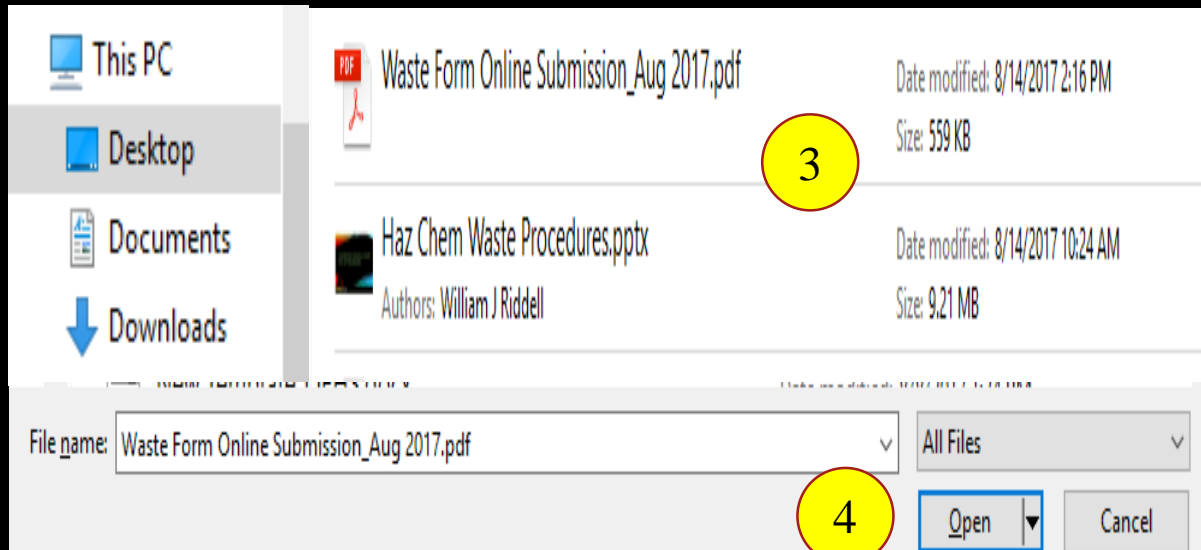 This PC
Desktop
Documents
Downloads
PDF
Waste Form Online Submission_Aug 2017.pdf
Date modified: 8/14/2017 2:16 PM
Size: 559 KB
3
Haz Chem Waste Procedures.pptx
Date modified: 8/14/2017 10:24 AM
Authors: William J Riddell
Size: 9.21 MB
File name: Waste Form Online Submission_Aug 2017.pdf
All Files
4
Open
Cancel